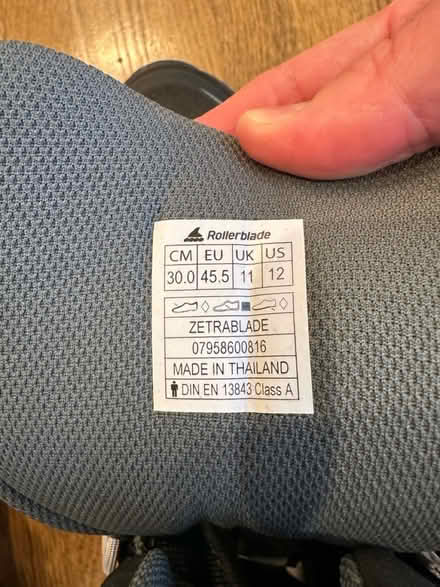 Rollerblade
CM EU UK US
30.0 45.5 11 12
ZETRABLADE
07958600816
MADE IN THAILAND
DIN EN 13843 Class A